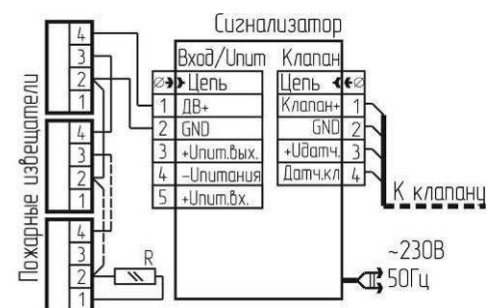 Сигнализатор
Пожарные извещатели
4
3
2
1
4
3
2
1
4
3
2
1
R
Вход/Uпит
Цепь
1 ДВ+
2 GND
3 +Uпит.вых.
4 -Uпитания
5 +Uпит.вх.
Клапан
Цепь
Клапан+ 1
GND 2
+Uдатч. 3
Датч.кл 4
К клапану
~230В
50Гц